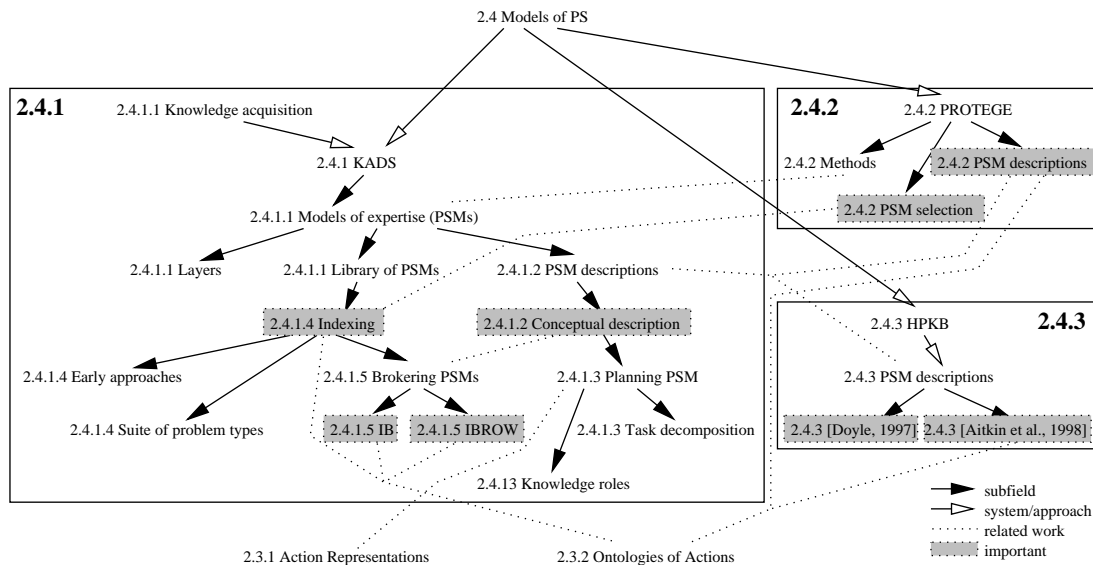 2.4 Models of PS
2.4.1
2.4.1.1 Knowledge acquisition
2.4.1 KADS
2.4.1.1 Models of expertise (PSMs)
2.4.1.1 Layers
2.4.1.1 Library of PSMs
2.4.1.2 PSM descriptions
2.4.1.4 Indexing
2.4.1.2 Conceptual description
2.4.1.4 Early approaches
2.4.1.5 Brokering PSMs
2.4.1.3 Planning PSM
2.4.1.4 Suite of problem types
2.4.1.5 IB
2.4.1.5 IBROW
2.4.1.3 Task decomposition
2.4.13 Knowledge roles
2.4.2
2.4.2 PROTEGE
2.4.2 Methods
2.4.2 PSM descriptions
2.4.2 PSM selection
2.4.3 HPKB
2.4.3
2.4.3 PSM descriptions
2.4.3 [Doyle, 1997]
2.4.3 [Aitkin et al., 1998]
2.3.1 Action Representations
2.3.2 Ontologies of Actions
subfield
system/approach
related work
important